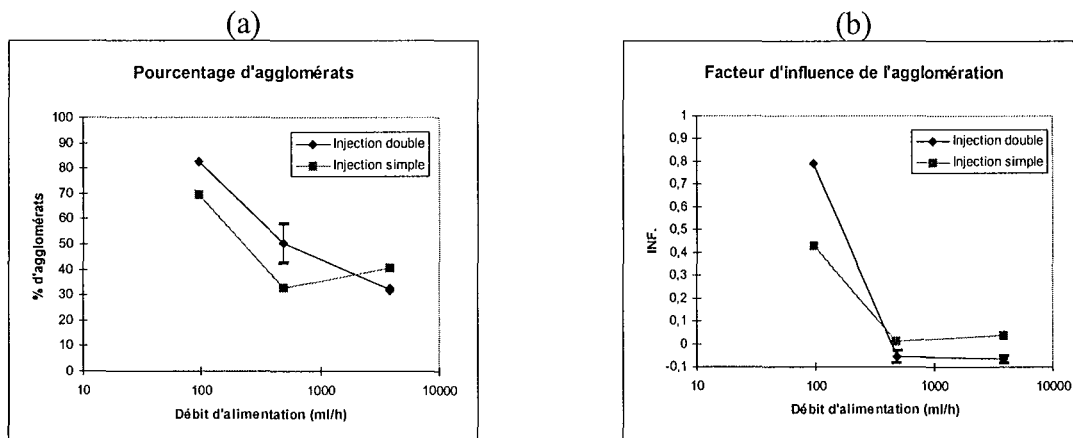 (a)
Pourcentage d'agglomérats
Injection double
Injection simple
% d'agglomérats
100
90
80
70
60
50
40
30
20
10
0
10
100
1000
10000
Débit d'alimentation (ml/h)
(b)
Facteur d'influence de l'agglomération
Injection double
Injection simple
INF.
1
0,9
0,8
0,7
0,6
0,5
0,4
0,3
0,2
0,1
0
-0,1
10
100
1000
10000
Débit d'alimentation (ml/h)